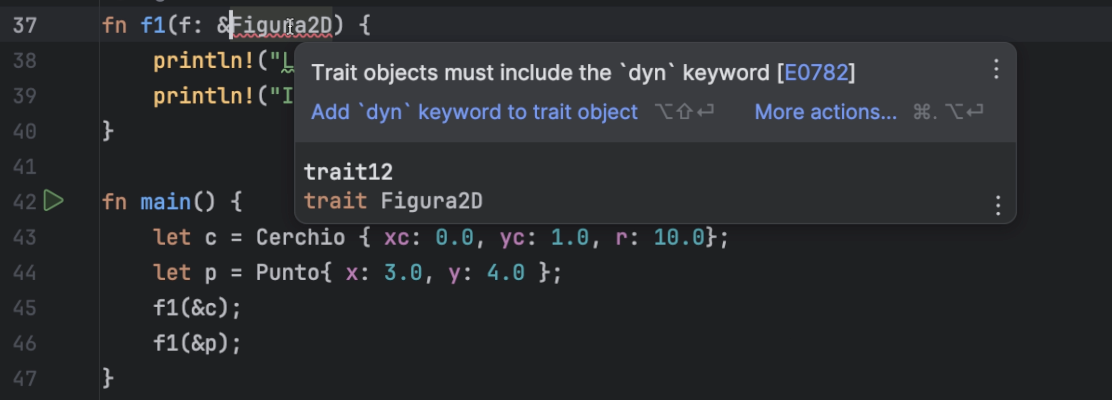 37 fn f1(f: &Figura2D) {
38 println!("L
39 println!("I
Trait objects must include the `dyn` keyword [E0782]
Add `dyn` keyword to trait object ⌥⇧⏎ More actions... ⌘. ⌥⏎
40 }
41
trait12
trait Figura2D
42 fn main() {
43 let c = Cerchio { xc: 0.0, yc: 1.0, r: 10.0};
44 let p = Punto{ x: 3.0, y: 4.0 };
45 f1(&c);
46 f1(&p);
47 }